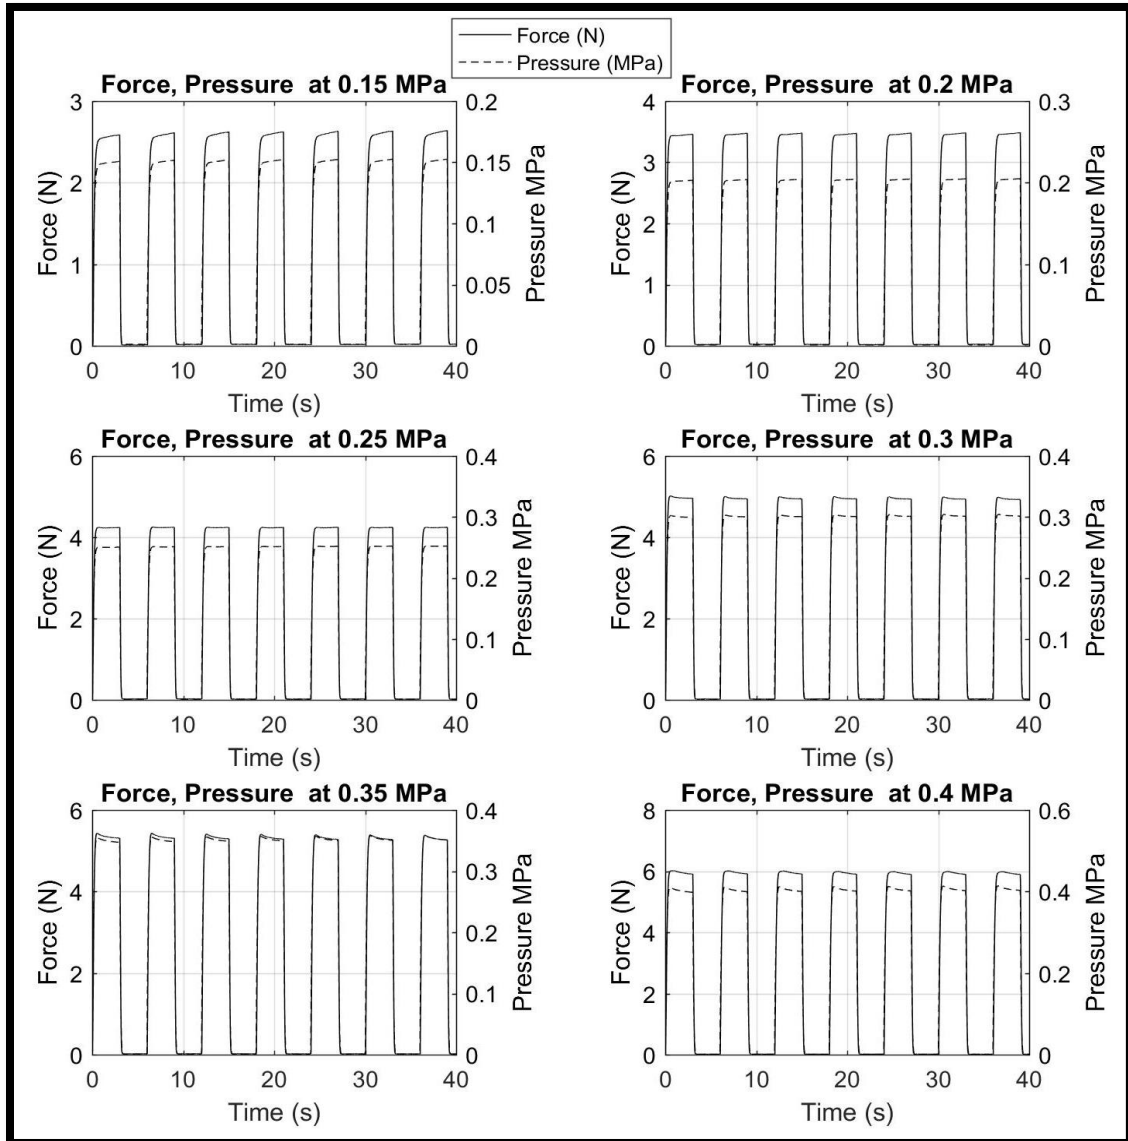 Force (N)
Pressure (MPa)
Force, Pressure at 0.15 MPa
3
2
1
0
0.2
0.15
0.1
0.05
0
Force (N)
Pressure MPa
0 10 20 30 40
Time (s)
Force, Pressure at 0.2 MPa
4
3
2
1
0
0.3
0.2
0.1
0
Force (N)
Pressure MPa
0 10 20 30 40
Time (s)
Force, Pressure at 0.25 MPa
6
4
2
0
0.4
0.3
0.2
0.1
0
Force (N)
Pressure MPa
0 10 20 30 40
Time (s)
Force, Pressure at 0.3 MPa
6
4
2
0
0.4
0.3
0.2
0.1
0
Force (N)
Pressure MPa
0 10 20 30 40
Time (s)
Force, Pressure at 0.35 MPa
6
4
2
0
0.4
0.3
0.2
0.1
0
Force (N)
Pressure MPa
0 10 20 30 40
Time (s)
Force, Pressure at 0.4 MPa
8
6
4
2
0
0.6
0.4
0.2
0
Force (N)
Pressure MPa
0 10 20 30 40
Time (s)